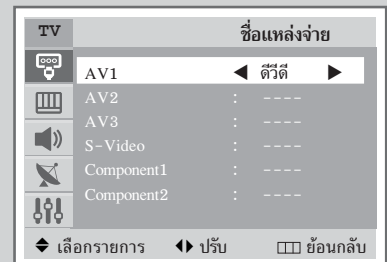 TV ชื่อแหล่งจ่าย
AV1 ◀ ดีวีดี ▶
AV2 : ----
AV3 : ----
S-Video : ----
Component1 : ----
Component2 : ----
เลือกรายการ ปรับ ย้อนกลับ